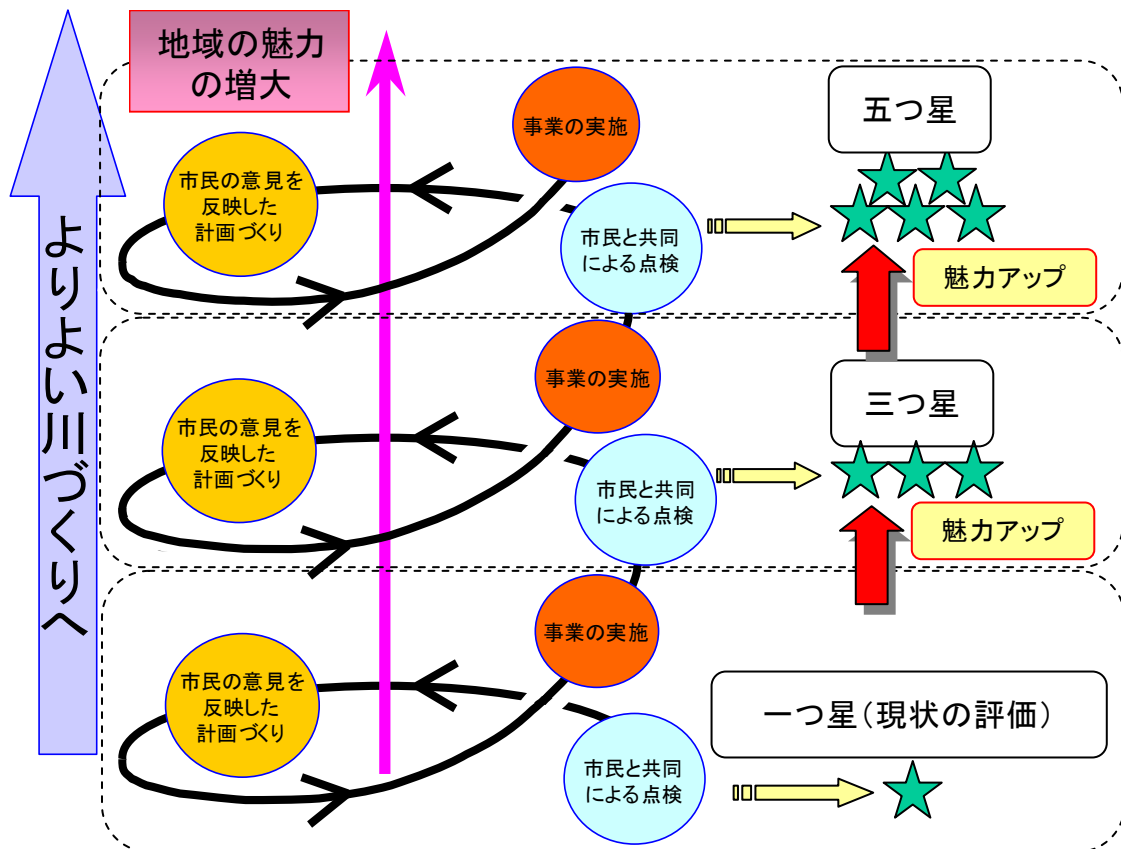 地域の魅力
の増大
よりよい川づくりへ
事業の実施
五つ星
市民の意見を
反映した
計画づくり
市民と共同
による点検
魅力アップ
事業の実施
三つ星
市民の意見を
反映した
計画づくり
市民と共同
による点検
魅力アップ
事業の実施
市民の意見を
反映した
計画づくり
一つ星(現状の評価)
市民と共同
による点検